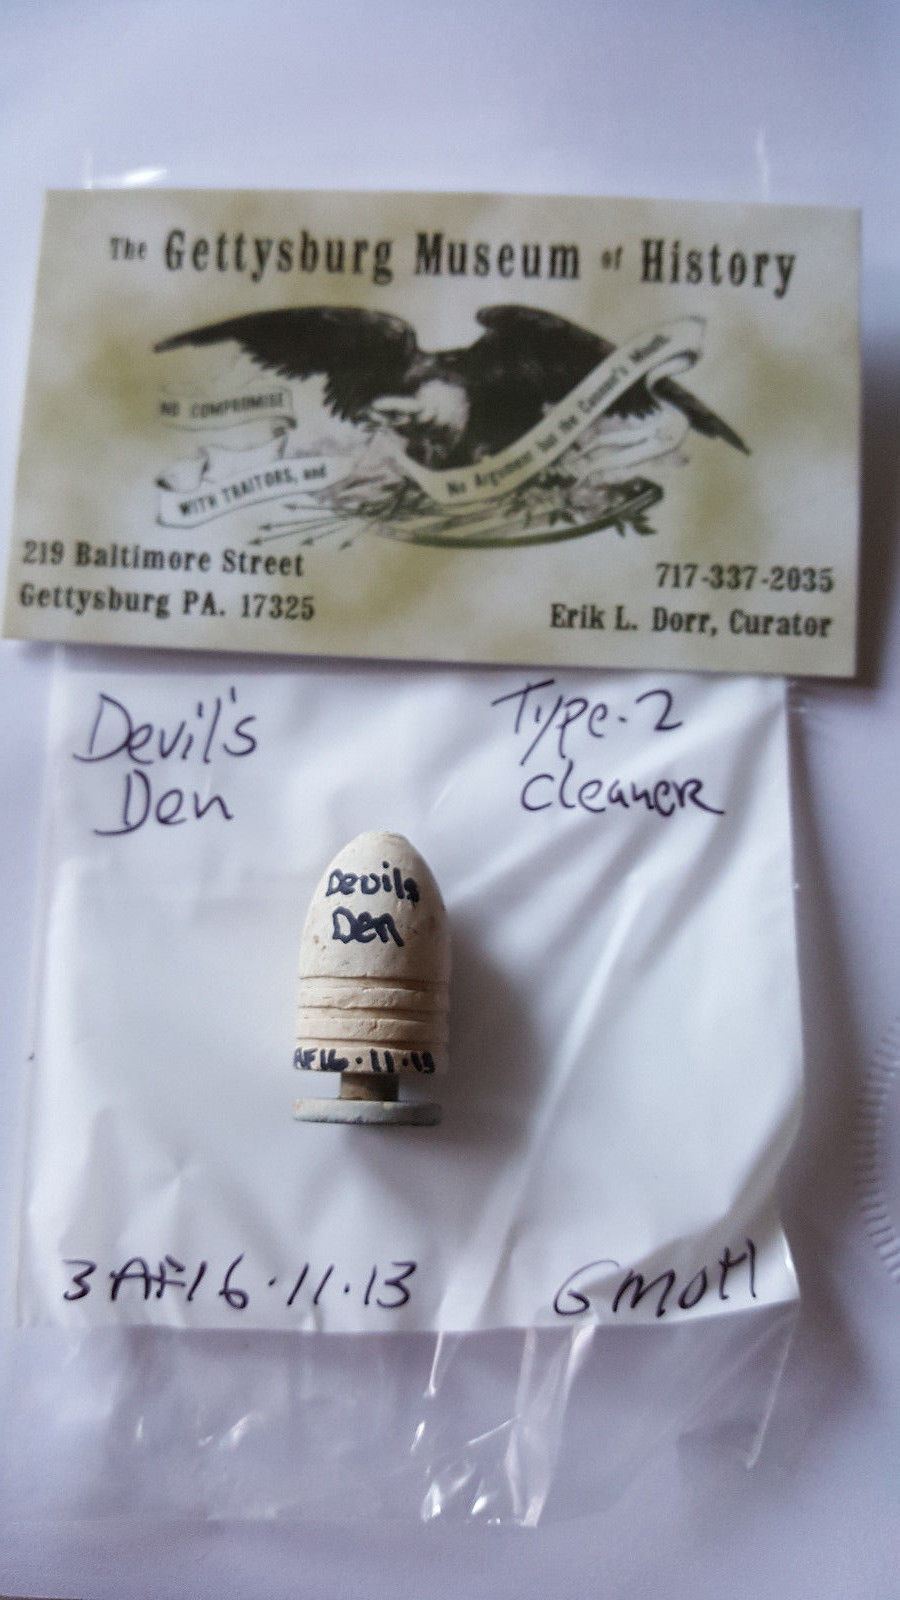 The Gettysburg Museum of History
NO COMPROMISE
WITH TRAITORS, and
No Argument but the Cannon's Mouth
219 Baltimore Street
Gettysburg PA. 17325
717-337-2035
Erik L. Dorr, Curator
Devil's
Den
Type-2
Cleaner
Devils
Den
AF16·11·13
3AF16·11·13
GMOH